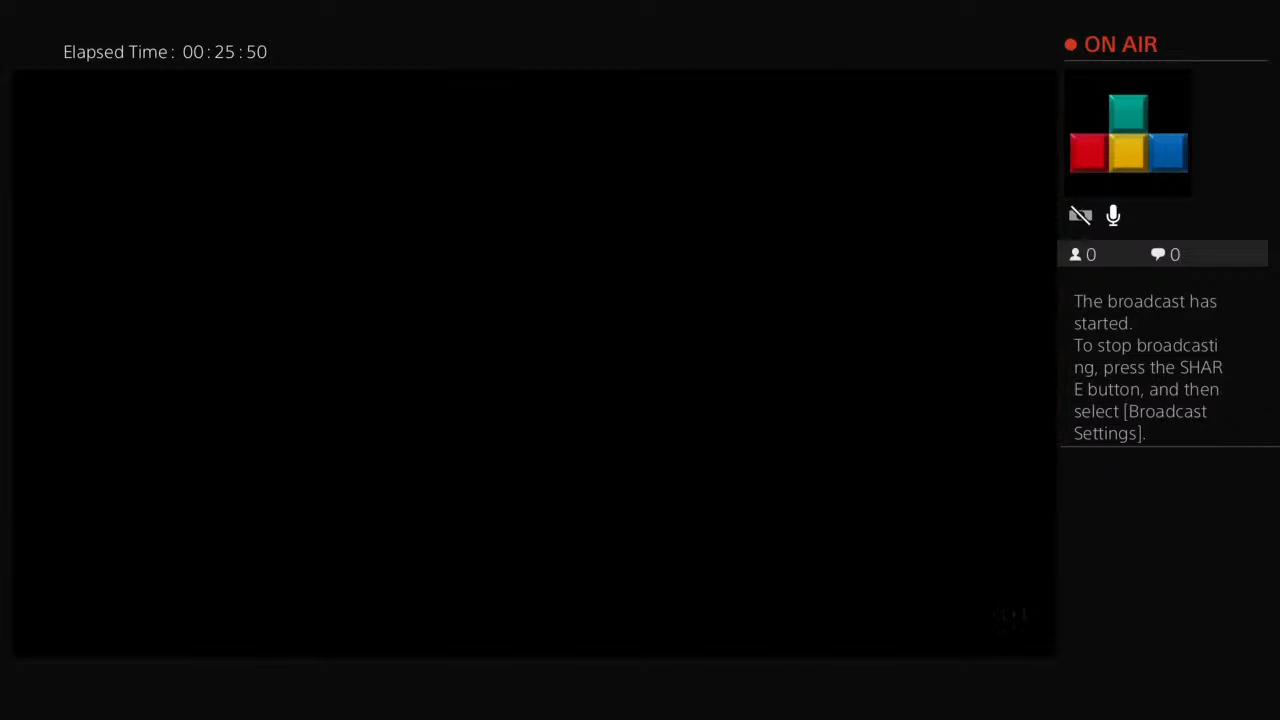 Elapsed Time: 00:25:50
ON AIR
0 0
The broadcast has
started.
To stop broadcasti
ng, press the SHAR
E button, and then
select [Broadcast
Settings].